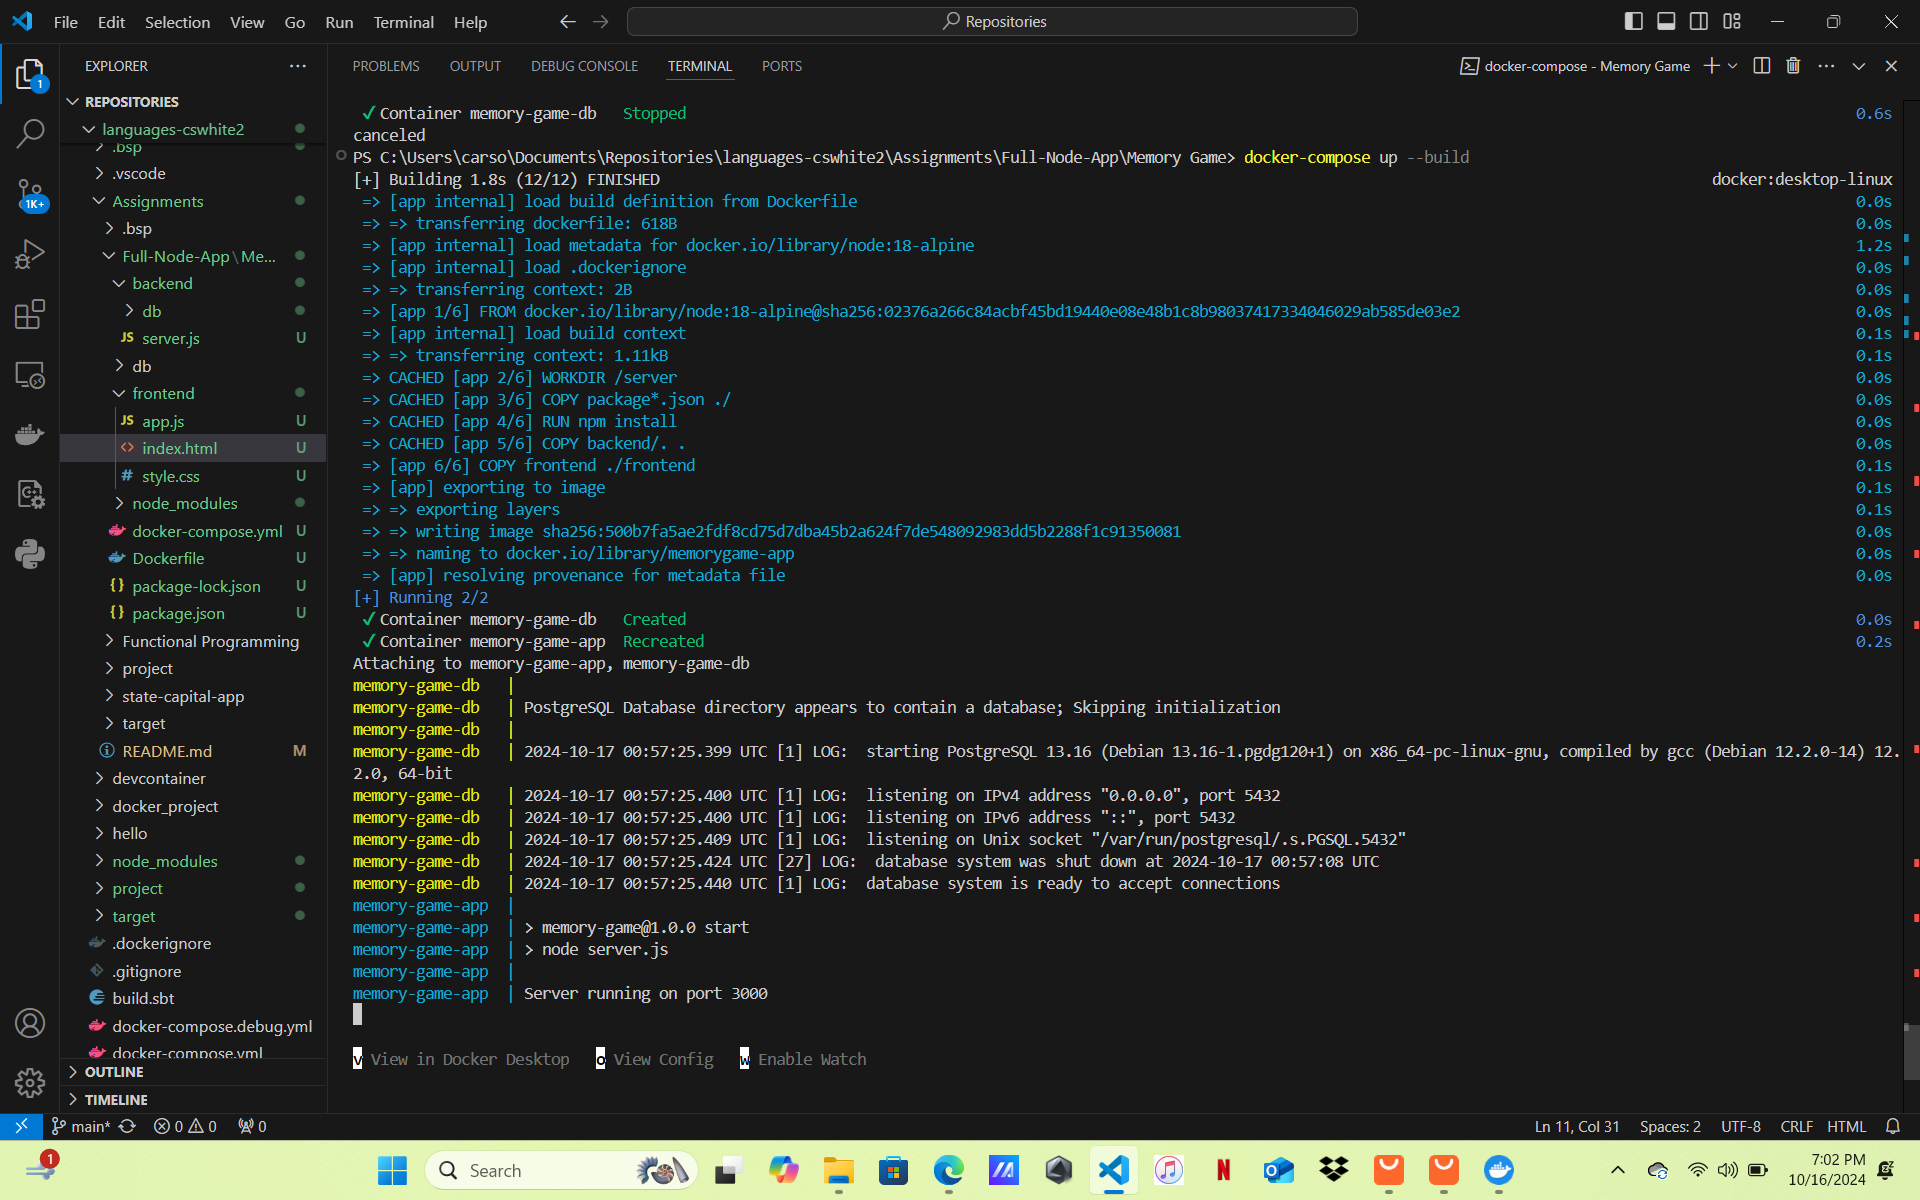 File Edit Selection View Go Run Terminal Help
Repositories
EXPLORER
REPOSITORIES
languages-cswhite2
.bsp
.vscode
Assignments
.bsp
Full-Node-App\Me...
backend
db
JS server.js U
db
frontend
JS app.js U
<> index.html U
# style.css U
node_modules
docker-compose.yml U
Dockerfile U
{} package-lock.json U
{} package.json U
Functional Programming
project
state-capital-app
target
README.md M
devcontainer
docker_project
hello
node_modules
project
target
.dockerignore
.gitignore
build.sbt
docker-compose.debug.yml
docker-compose.yml
OUTLINE
TIMELINE
1
1K+
PROBLEMS OUTPUT DEBUG CONSOLE TERMINAL PORTS
docker-compose - Memory Game
✓ Container memory-game-db Stopped 0.6s
canceled
PS C:\Users\carso\Documents\Repositories\languages-cswhite2\Assignments\Full-Node-App\Memory Game> docker-compose up --build
[+] Building 1.8s (12/12) FINISHED docker:desktop-linux
=> [app internal] load build definition from Dockerfile 0.0s
=> => transferring dockerfile: 618B 0.0s
=> [app internal] load metadata for docker.io/library/node:18-alpine 1.2s
=> [app internal] load .dockerignore 0.0s
=> => transferring context: 2B 0.0s
=> [app 1/6] FROM docker.io/library/node:18-alpine@sha256:02376a266c84acbf45bd19440e08e48b1c8b98037417334046029ab585de03e2 0.0s
=> [app internal] load build context 0.1s
=> => transferring context: 1.11kB 0.1s
=> CACHED [app 2/6] WORKDIR /server 0.0s
=> CACHED [app 3/6] COPY package*.json ./ 0.0s
=> CACHED [app 4/6] RUN npm install 0.0s
=> CACHED [app 5/6] COPY backend/. . 0.0s
=> [app 6/6] COPY frontend ./frontend 0.1s
=> [app] exporting to image 0.1s
=> => exporting layers 0.1s
=> => writing image sha256:500b7fa5ae2fdf8cd75d7dba45b2a624f7de548092983dd5b2288f1c91350081 0.0s
=> => naming to docker.io/library/memorygame-app 0.0s
=> [app] resolving provenance for metadata file 0.0s
[+] Running 2/2
✓ Container memory-game-db Created 0.0s
✓ Container memory-game-app Recreated 0.2s
Attaching to memory-game-app, memory-game-db
memory-game-db |
memory-game-db | PostgreSQL Database directory appears to contain a database; Skipping initialization
memory-game-db |
memory-game-db | 2024-10-17 00:57:25.399 UTC [1] LOG: starting PostgreSQL 13.16 (Debian 13.16-1.pgdg120+1) on x86_64-pc-linux-gnu, compiled by gcc (Debian 12.2.0-14) 12.
2.0, 64-bit
memory-game-db | 2024-10-17 00:57:25.400 UTC [1] LOG: listening on IPv4 address "0.0.0.0", port 5432
memory-game-db | 2024-10-17 00:57:25.400 UTC [1] LOG: listening on IPv6 address "::", port 5432
memory-game-db | 2024-10-17 00:57:25.409 UTC [1] LOG: listening on Unix socket "/var/run/postgresql/.s.PGSQL.5432"
memory-game-db | 2024-10-17 00:57:25.424 UTC [27] LOG: database system was shut down at 2024-10-17 00:57:08 UTC
memory-game-db | 2024-10-17 00:57:25.440 UTC [1] LOG: database system is ready to accept connections
memory-game-app |
memory-game-app | > memory-game@1.0.0 start
memory-game-app | > node server.js
memory-game-app |
memory-game-app | Server running on port 3000
v View in Docker Desktop o View Config w Enable Watch
main* 0 0 0
Ln 11, Col 31 Spaces: 2 UTF-8 CRLF HTML
1
Search
7:02 PM
10/16/2024